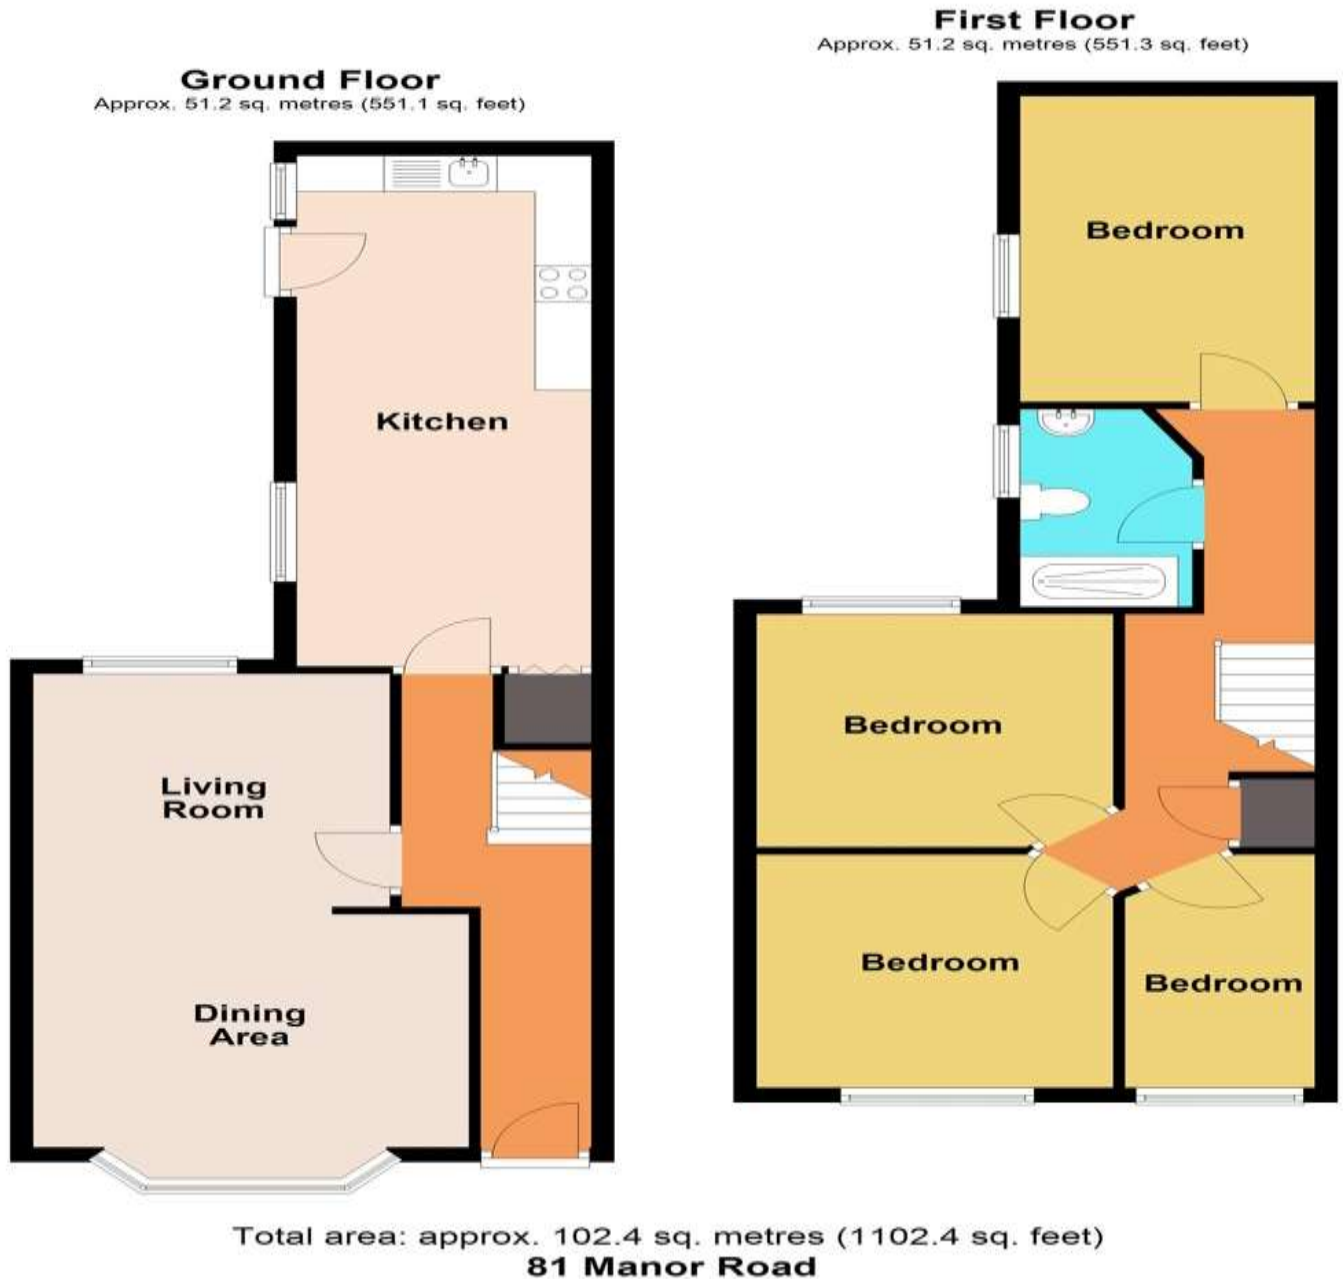 Ground Floor
Approx. 51.2 sq. metres (551.1 sq. feet)
Kitchen
Living
Room
Dining
Area
First Floor
Approx. 51.2 sq. metres (551.3 sq. feet)
Bedroom
Bedroom
Bedroom
Bedroom
Total area: approx. 102.4 sq. metres (1102.4 sq. feet)
81 Manor Road